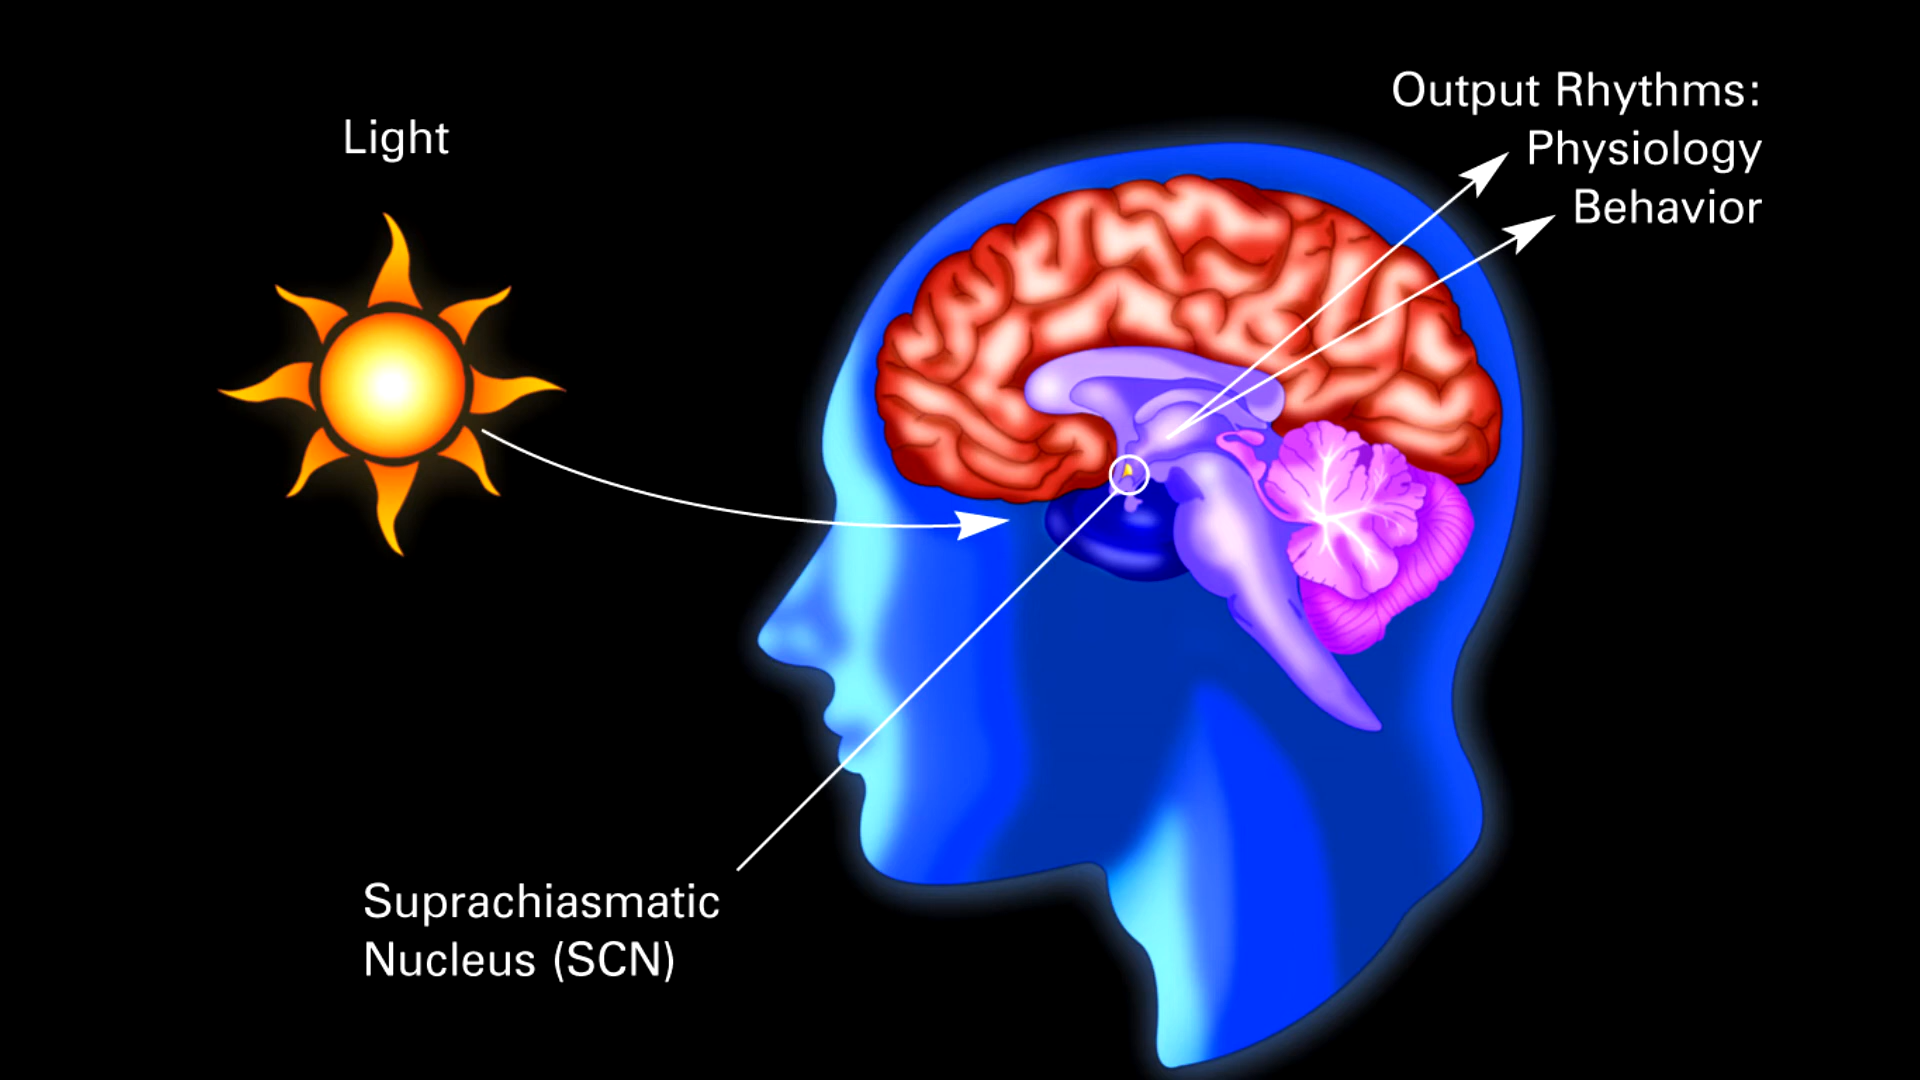 Light
Output Rhythms:
Physiology
Behavior
Suprachiasmatic
Nucleus (SCN)